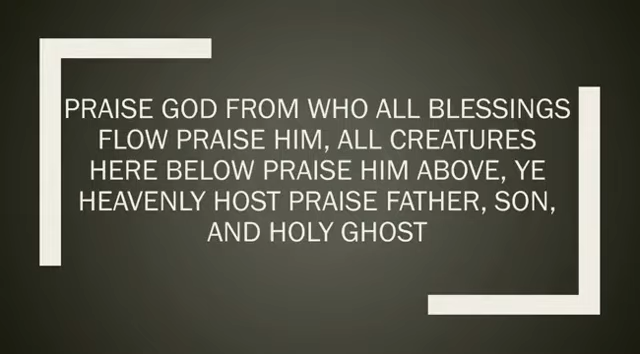 PRAISE GOD FROM WHO ALL BLESSINGS
FLOW PRAISE HIM, ALL CREATURES
HERE BELOW PRAISE HIM ABOVE, YE
HEAVENLY HOST PRAISE FATHER, SON,
AND HOLY GHOST